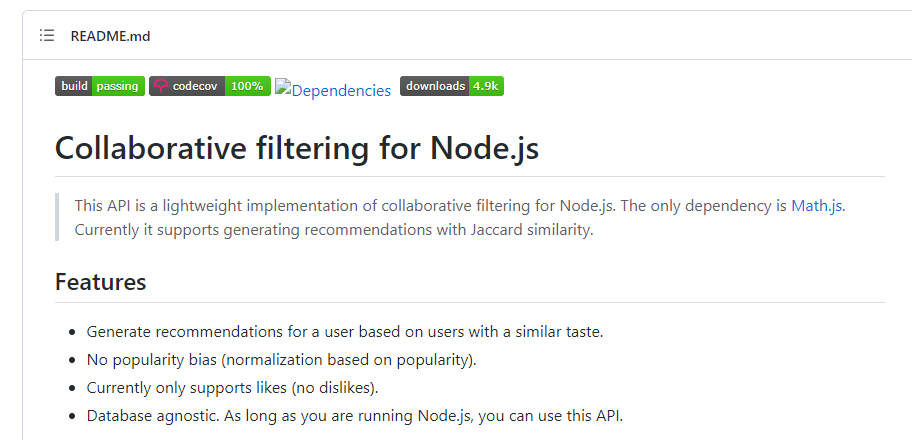 README.md
build passing codecov 100% Dependencies downloads 4.9k
Collaborative filtering for Node.js
This API is a lightweight implementation of collaborative filtering for Node.js. The only dependency is Math.js.
Currently it supports generating recommendations with Jaccard similarity.
Features
• Generate recommendations for a user based on users with a similar taste.
• No popularity bias (normalization based on popularity).
• Currently only supports likes (no dislikes).
• Database agnostic. As long as you are running Node.js, you can use this API.